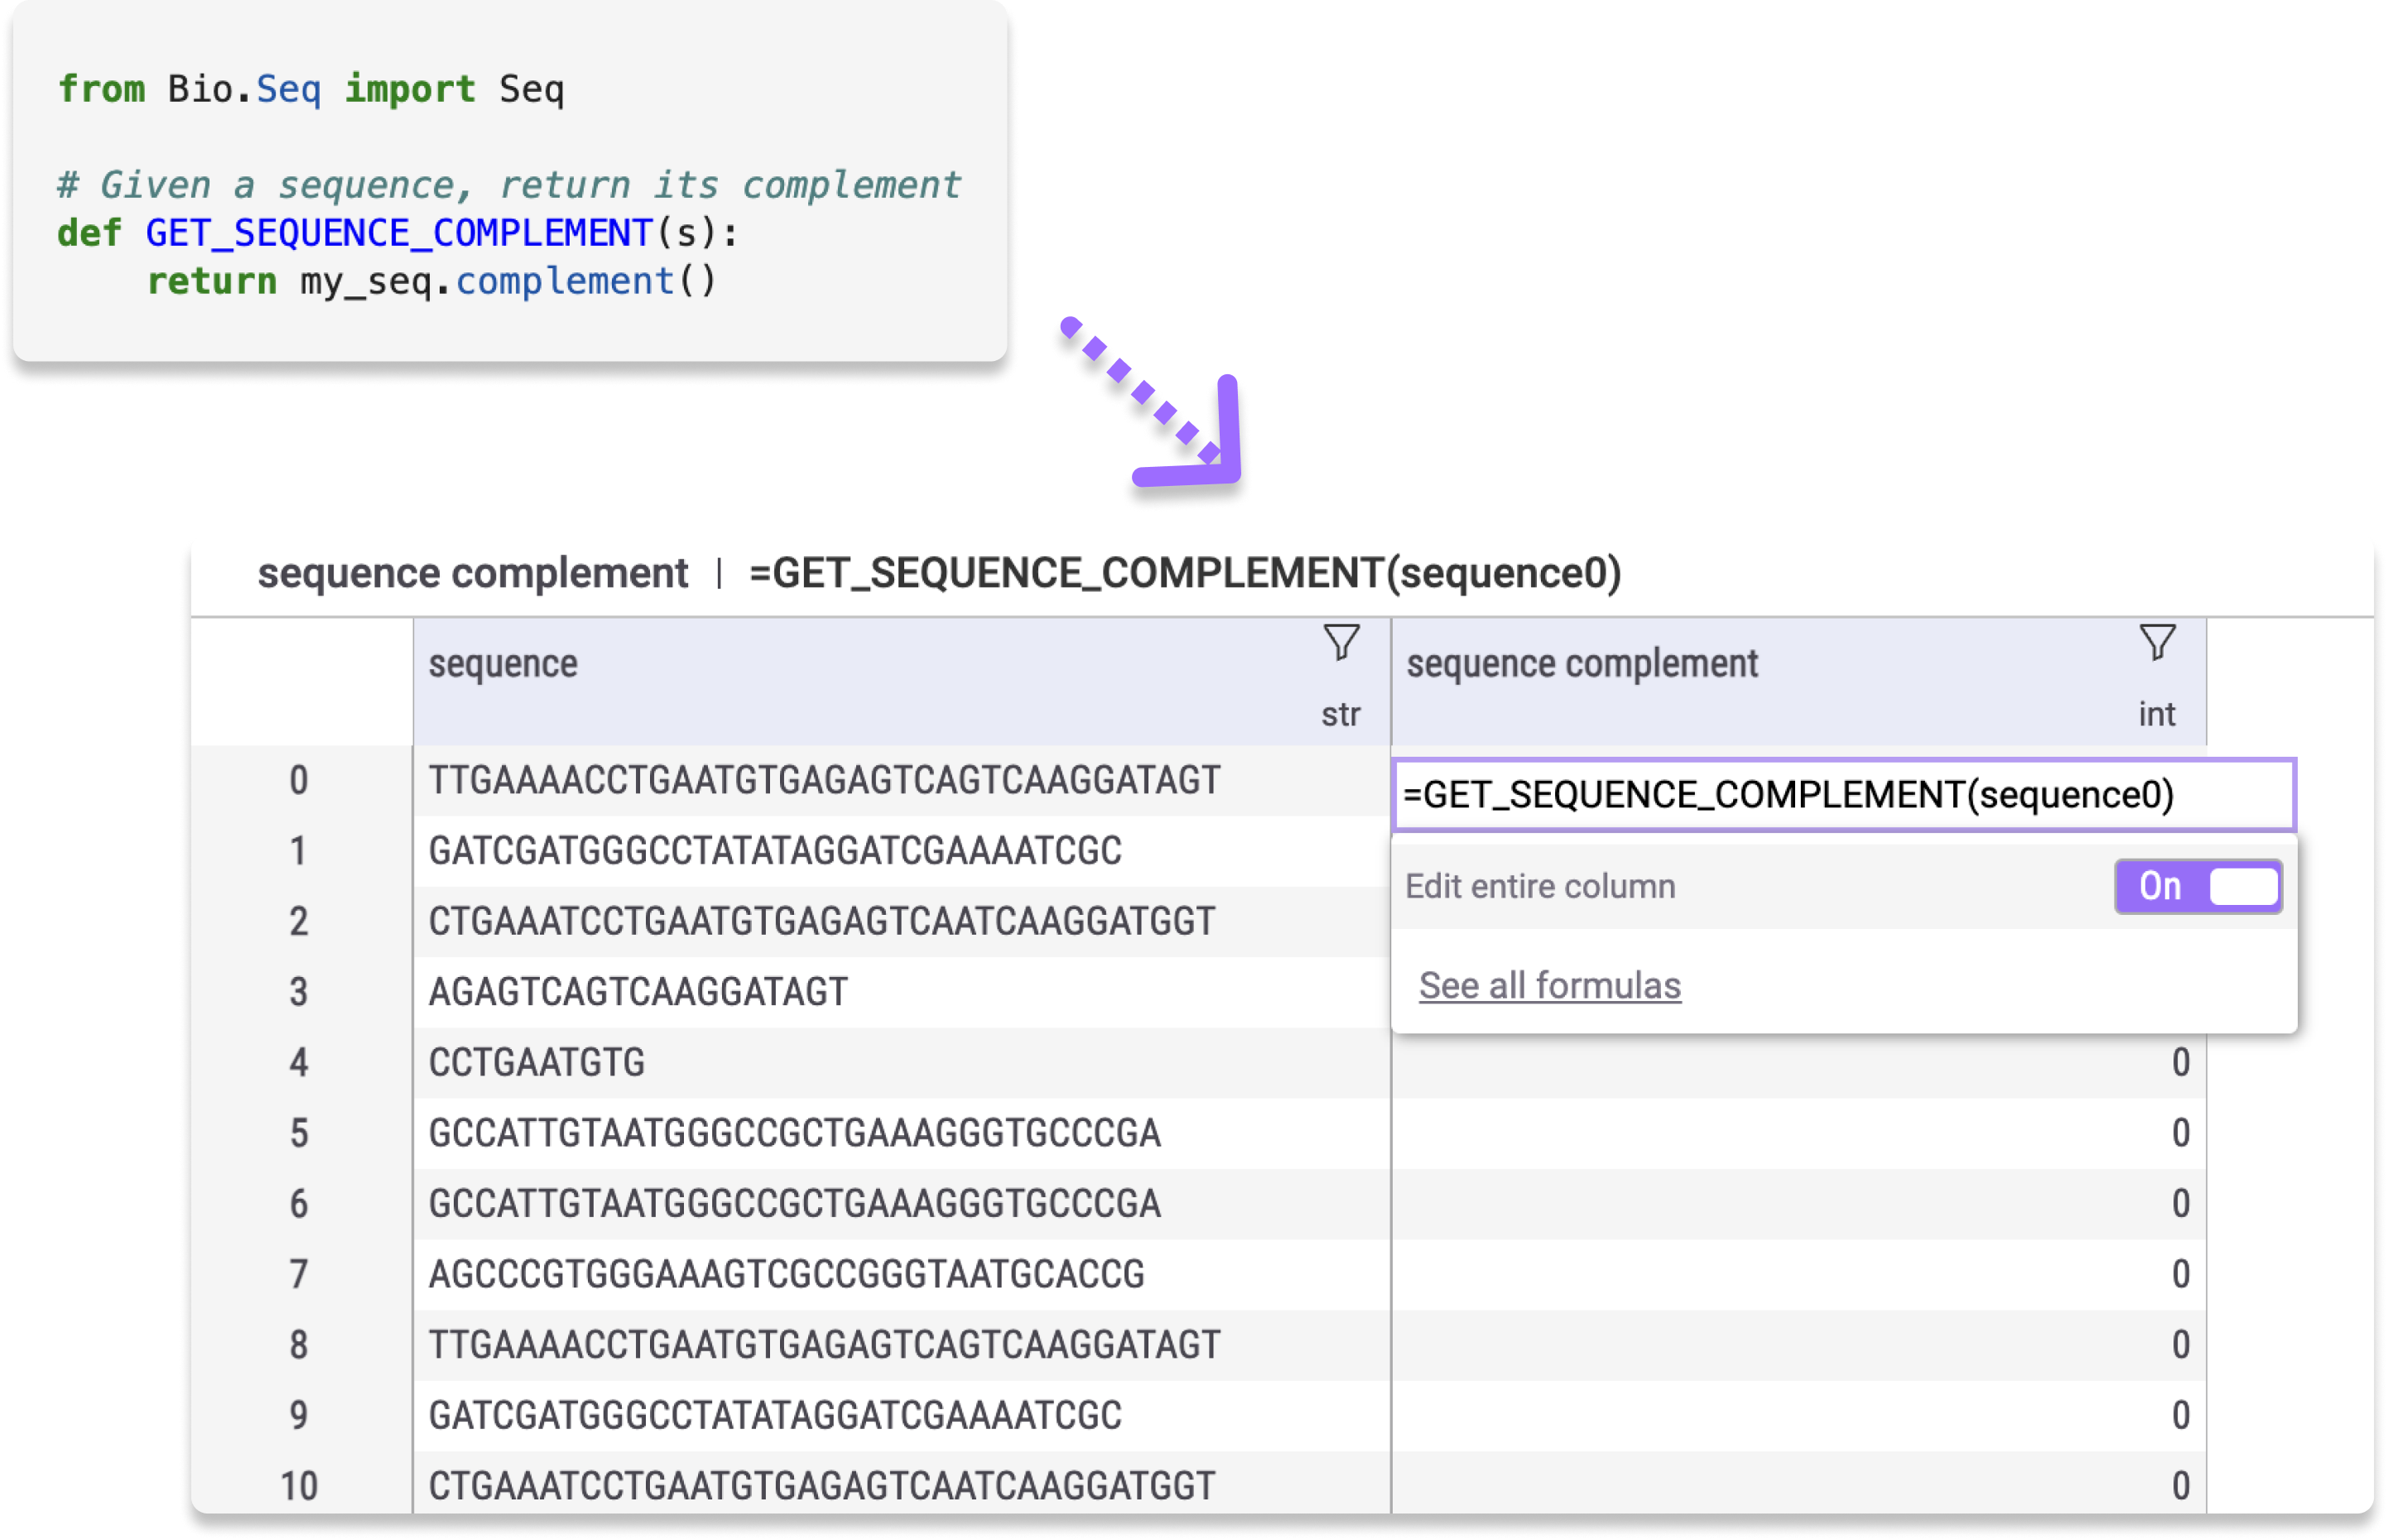 from Bio.Seq import Seq
# Given a sequence, return its complement
def GET_SEQUENCE_COMPLEMENT(s):
    return my_seq.complement()
sequence complement | =GET_SEQUENCE_COMPLEMENT(sequence0)
sequence sequence complement
str int
0 TTGAAAACCTGAATGTGAGAGTCAGTCAAGGATAGT =GET_SEQUENCE_COMPLEMENT(sequence0)
1 GATCGATGGGCCTATATAGGATCGAAAATCGC
Edit entire column On
2 CTGAAATCCTGAATGTGAGAGTCAATCAAGGATGGT
3 AGAGTCAGTCAAGGATAGT
See all formulas
4 CCTGAATGTG 0
5 GCCATTGTAATGGGCCGCTGAAAGGGTGCCCGA 0
6 GCCATTGTAATGGGCCGCTGAAAGGGTGCCCGA 0
7 AGCCCGTGGGAAAGTCGCCGGGTAATGCACCG 0
8 TTGAAAACCTGAATGTGAGAGTCAGTCAAGGATAGT 0
9 GATCGATGGGCCTATATAGGATCGAAAATCGC 0
10 CTGAAATCCTGAATGTGAGAGTCAATCAAGGATGGT 0